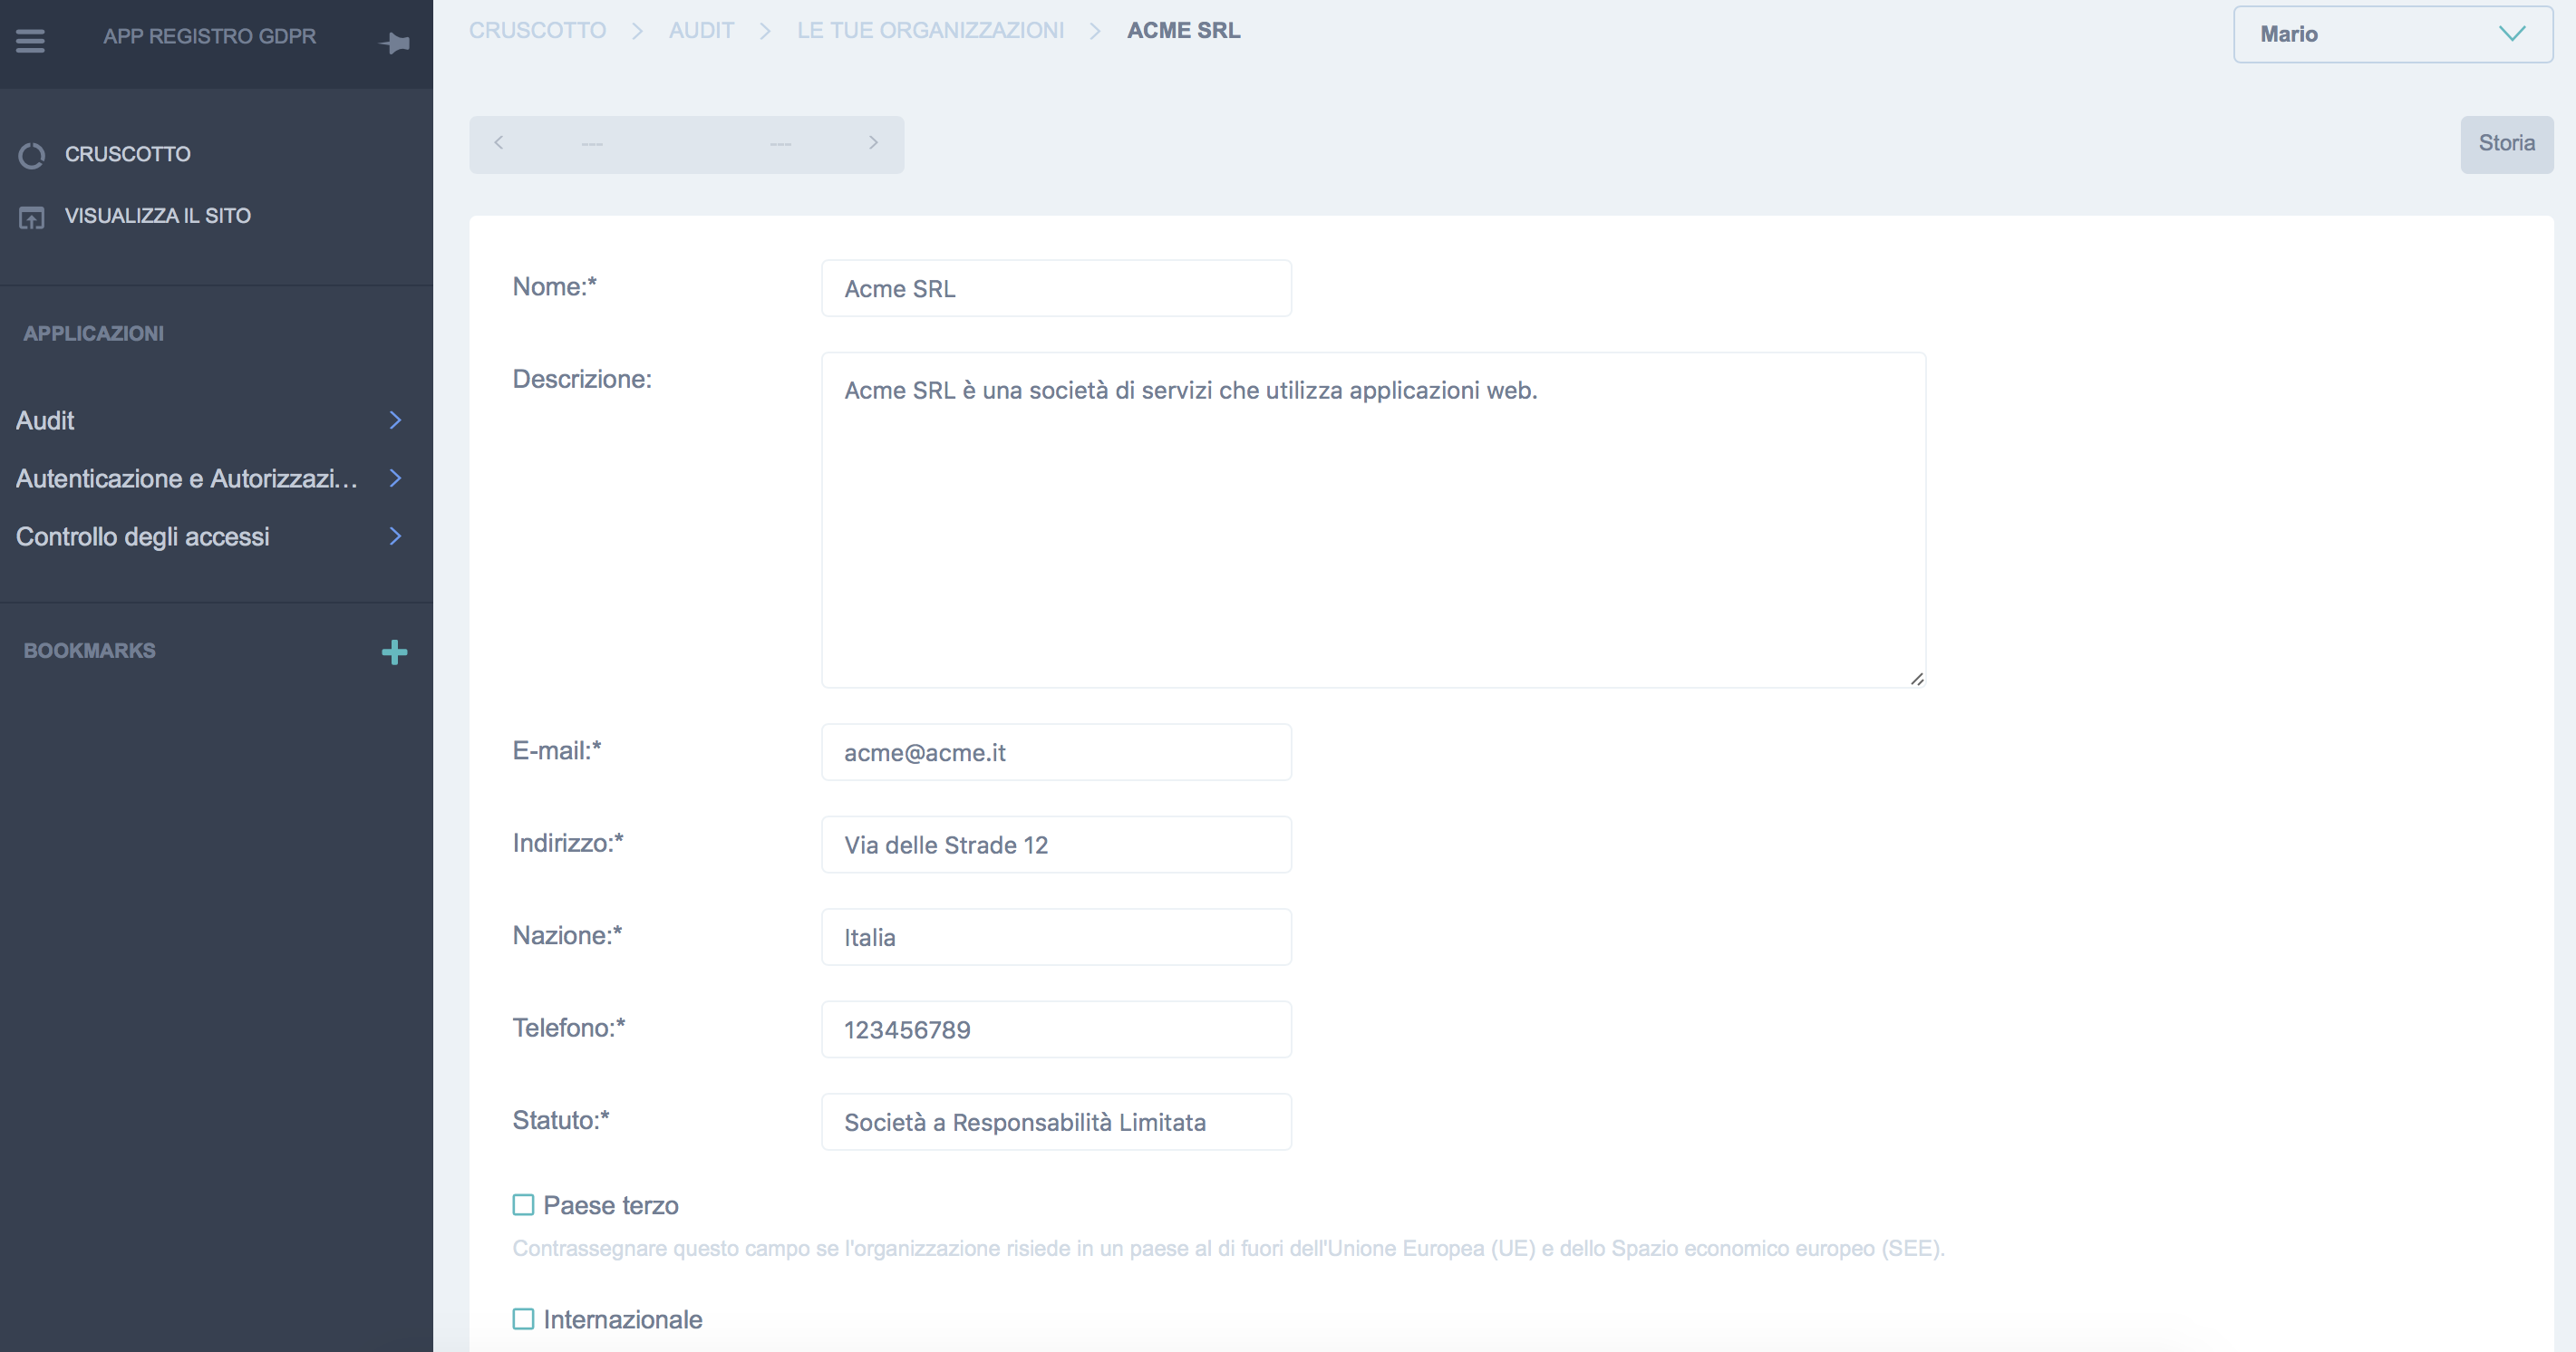 APP REGISTRO GDPR
CRUSCOTTO
VISUALIZZA IL SITO
APPLICAZIONI
Audit
Autenticazione e Autorizzazi...
Controllo degli accessi
BOOKMARKS
CRUSCOTTO > AUDIT > LE TUE ORGANIZZAZIONI > ACME SRL
Mario
--- ---
Storia
Nome:* Acme SRL
Descrizione: Acme SRL è una società di servizi che utilizza applicazioni web.
E-mail:* acme@acme.it
Indirizzo:* Via delle Strade 12
Nazione:* Italia
Telefono:* 123456789
Statuto:* Società a Responsabilità Limitata
Paese terzo
Contrassegnare questo campo se l'organizzazione risiede in un paese al di fuori dell'Unione Europea (UE) e dello Spazio economico europeo (SEE).
Internazionale